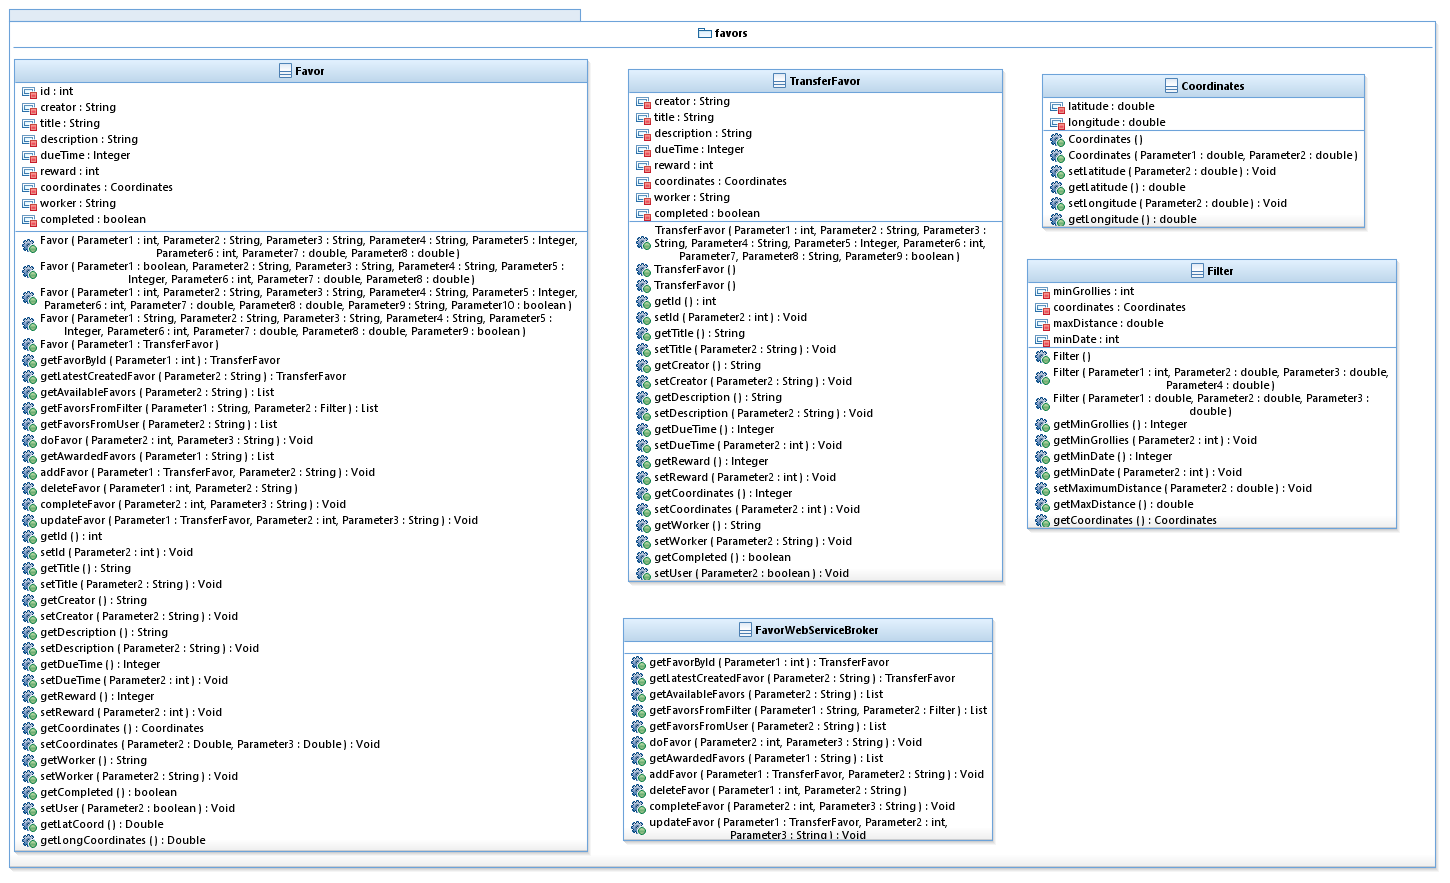 favors
Favor
id : int
creator : String
title : String
description : String
dueTime : Integer
reward : int
coordinates : Coordinates
worker : String
completed : boolean
Favor ( Parameter1 : int, Parameter2 : String, Parameter3 : String, Parameter4 : String, Parameter5 : Integer,
Parameter6 : int, Parameter7 : double, Parameter8 : double )
Favor ( Parameter1 : boolean, Parameter2 : String, Parameter3 : String, Parameter4 : String, Parameter5 :
Integer, Parameter6 : int, Parameter7 : double, Parameter8 : double )
Favor ( Parameter1 : int, Parameter2 : String, Parameter3 : String, Parameter4 : String, Parameter5 : Integer,
Parameter6 : int, Parameter7 : double, Parameter8 : double, Parameter9 : String, Parameter10 : boolean )
Favor ( Parameter1 : String, Parameter2 : String, Parameter3 : String, Parameter4 : String, Parameter5 :
Integer, Parameter6 : int, Parameter7 : double, Parameter8 : double, Parameter9 : boolean )
Favor ( Parameter1 : TransferFavor )
getFavorById ( Parameter1 : int ) : TransferFavor
getLatestCreatedFavor ( Parameter2 : String ) : TransferFavor
getAvailableFavors ( Parameter2 : String ) : List
getFavorsFromFilter ( Parameter1 : String, Parameter2 : Filter ) : List
getFavorsFromUser ( Parameter2 : String ) : List
doFavor ( Parameter2 : int, Parameter3 : String ) : Void
getAwardedFavors ( Parameter1 : String ) : List
addFavor ( Parameter1 : TransferFavor, Parameter2 : String ) : Void
deleteFavor ( Parameter1 : int, Parameter2 : String )
completeFavor ( Parameter2 : int, Parameter3 : String ) : Void
updateFavor ( Parameter1 : TransferFavor, Parameter2 : int, Parameter3 : String ) : Void
getId ( ) : int
setId ( Parameter2 : int ) : Void
getTitle ( ) : String
setTitle ( Parameter2 : String ) : Void
getCreator ( ) : String
setCreator ( Parameter2 : String ) : Void
getDescription ( ) : String
setDescription ( Parameter2 : String ) : Void
getDueTime ( ) : Integer
setDueTime ( Parameter2 : int ) : Void
getReward ( ) : Integer
setReward ( Parameter2 : int ) : Void
getCoordinates ( ) : Coordinates
setCoordinates ( Parameter2 : Double, Parameter3 : Double ) : Void
getWorker ( ) : String
setWorker ( Parameter2 : String ) : Void
getCompleted ( ) : boolean
setUser ( Parameter2 : boolean ) : Void
getLatCoord ( ) : Double
getLongCoordinates ( ) : Double
TransferFavor
creator : String
title : String
description : String
dueTime : Integer
reward : int
coordinates : Coordinates
worker : String
completed : boolean
TransferFavor ( Parameter1 : int, Parameter2 : String, Parameter3 :
String, Parameter4 : String, Parameter5 : Integer, Parameter6 : int,
Parameter7, Parameter8 : String, Parameter9 : boolean )
TransferFavor ( )
TransferFavor ( )
getId ( ) : int
setId ( Parameter2 : int ) : Void
getTitle ( ) : String
setTitle ( Parameter2 : String ) : Void
getCreator ( ) : String
setCreator ( Parameter2 : String ) : Void
getDescription ( ) : String
setDescription ( Parameter2 : String ) : Void
getDueTime ( ) : Integer
setDueTime ( Parameter2 : int ) : Void
getReward ( ) : Integer
setReward ( Parameter2 : int ) : Void
getCoordinates ( ) : Integer
setCoordinates ( Parameter2 : int ) : Void
getWorker ( ) : String
setWorker ( Parameter2 : String ) : Void
getCompleted ( ) : boolean
setUser ( Parameter2 : boolean ) : Void
FavorWebServiceBroker
getFavorById ( Parameter1 : int ) : TransferFavor
getLatestCreatedFavor ( Parameter2 : String ) : TransferFavor
getAvailableFavors ( Parameter2 : String ) : List
getFavorsFromFilter ( Parameter1 : String, Parameter2 : Filter ) : List
getFavorsFromUser ( Parameter2 : String ) : List
doFavor ( Parameter2 : int, Parameter3 : String ) : Void
getAwardedFavors ( Parameter1 : String ) : List
addFavor ( Parameter1 : TransferFavor, Parameter2 : String ) : Void
deleteFavor ( Parameter1 : int, Parameter2 : String )
completeFavor ( Parameter2 : int, Parameter3 : String ) : Void
updateFavor ( Parameter1 : TransferFavor, Parameter2 : int,
Parameter3 : String ) : Void
Coordinates
latitude : double
longitude : double
Coordinates ( )
Coordinates ( Parameter1 : double, Parameter2 : double )
setLatitude ( Parameter2 : double ) : Void
getLatitude ( ) : double
setLongitude ( Parameter2 : double ) : Void
getLongitude ( ) : double
Filter
minGrollies : int
coordinates : Coordinates
maxDistance : double
minDate : int
Filter ( )
Filter ( Parameter1 : int, Parameter2 : double, Parameter3 : double,
Parameter4 : double )
Filter ( Parameter1 : double, Parameter2 : double, Parameter3 :
double )
getMinGrollies ( ) : Integer
getMinGrollies ( Parameter2 : int ) : Void
getMinDate ( ) : Integer
getMinDate ( Parameter2 : int ) : Void
setMaximumDistance ( Parameter2 : double ) : Void
getMaxDistance ( ) : double
getCoordinates ( ) : Coordinates